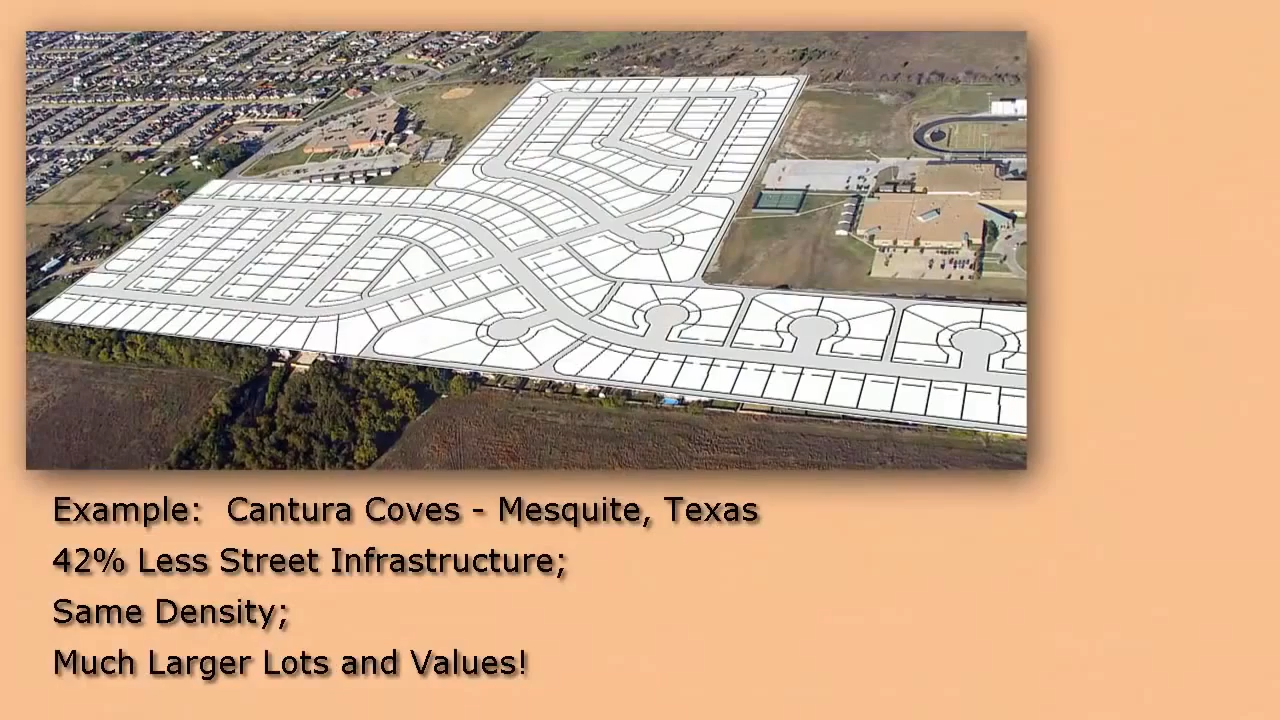 Example:  Cantura Coves - Mesquite, Texas
42% Less Street Infrastructure;
Same Density;
Much Larger Lots and Values!